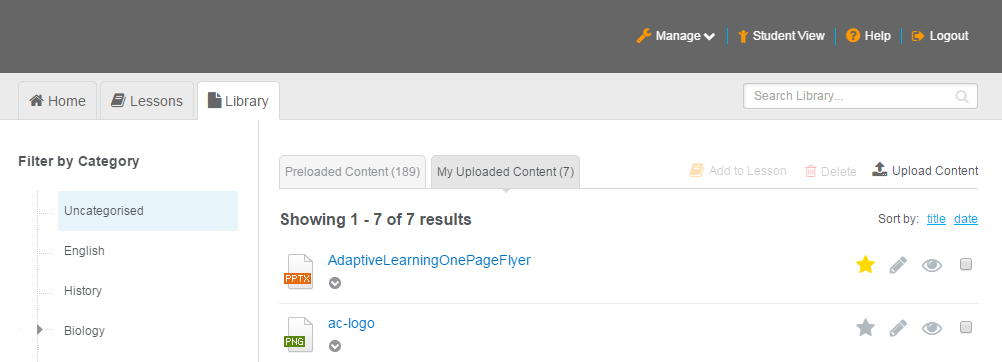 Manage Student View Help Logout
Home Lessons Library
Search Library...
Filter by Category
Uncategorised
English
History
Biology
Preloaded Content (189) My Uploaded Content (7) Add to Lesson Delete Upload Content
Showing 1 - 7 of 7 results Sort by: title date
AdaptiveLearningOnePageFlyer
PPTX
ac-logo
PNG